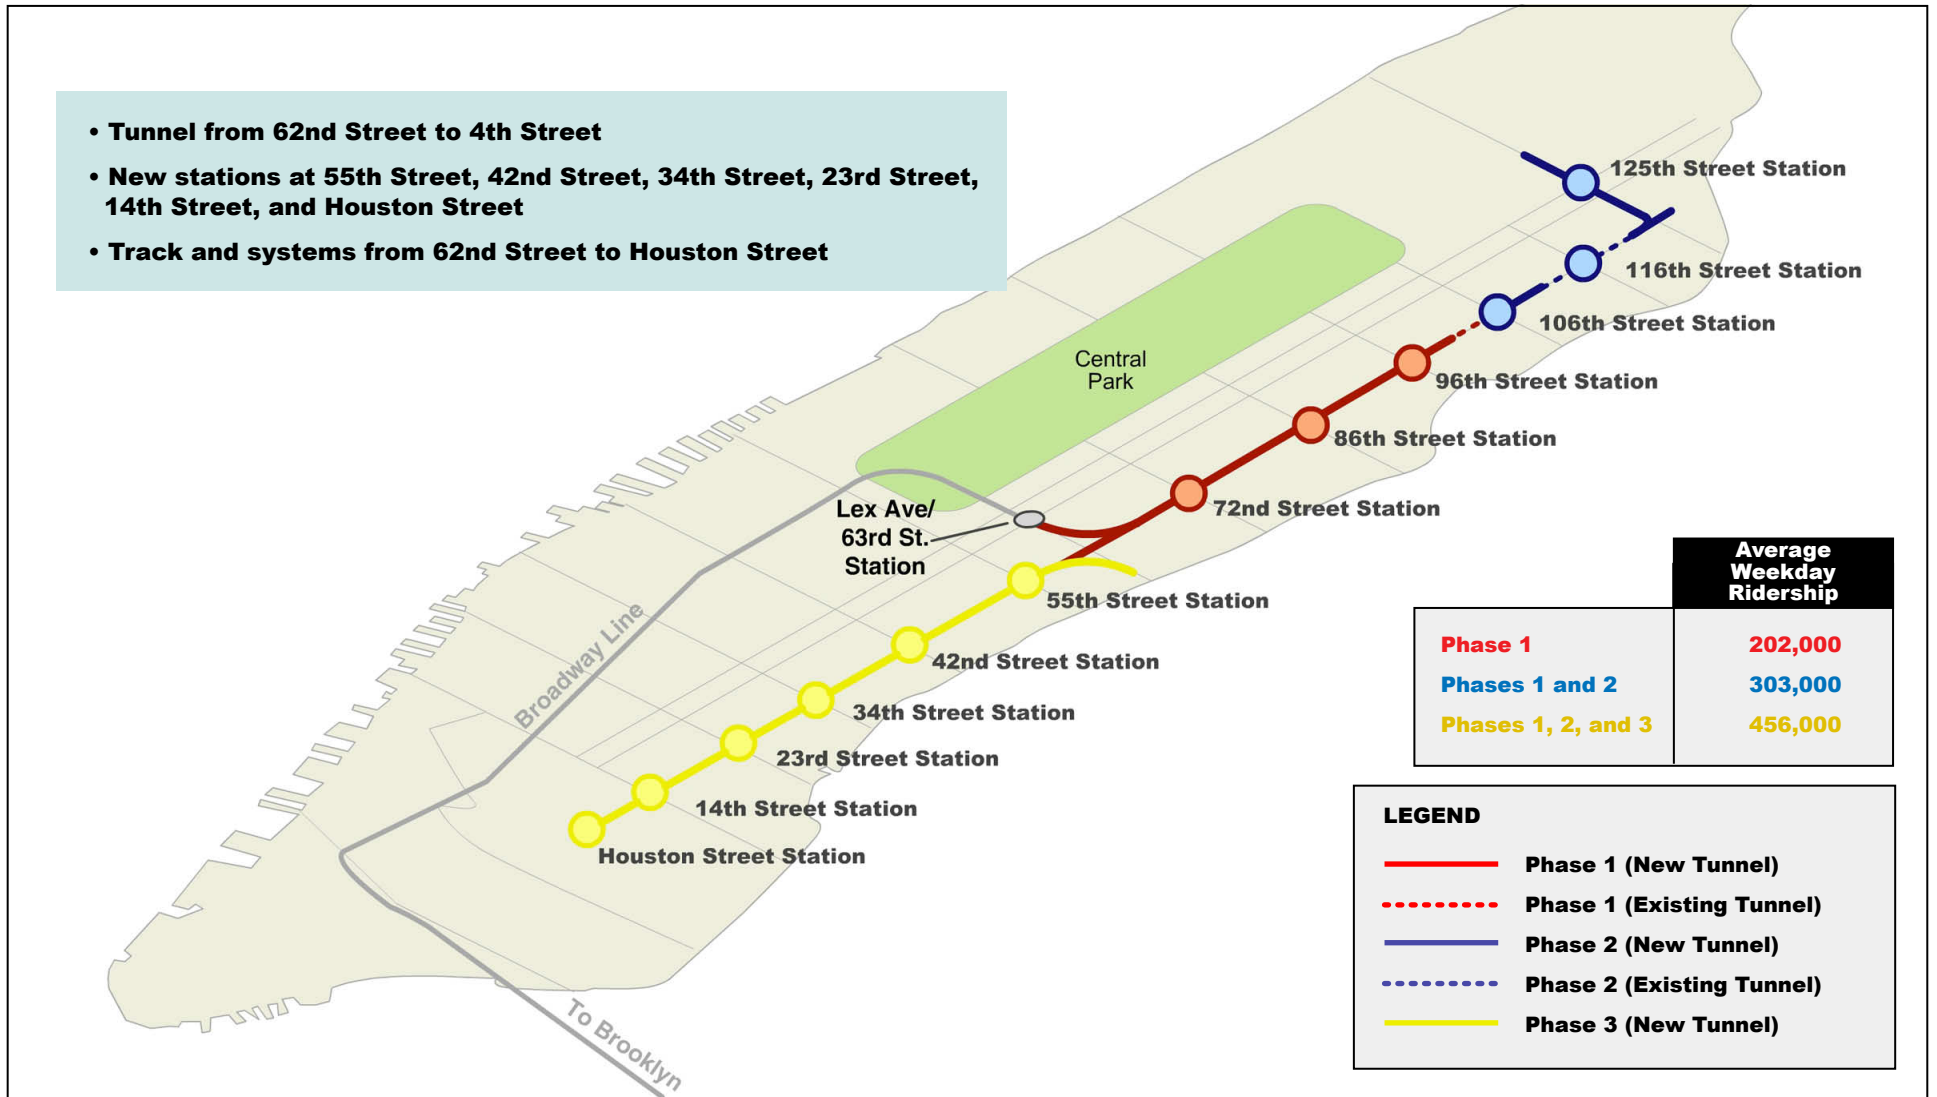 • Tunnel from 62nd Street to 4th Street
• New stations at 55th Street, 42nd Street, 34th Street, 23rd Street,
14th Street, and Houston Street
• Track and systems from 62nd Street to Houston Street
125th Street Station
116th Street Station
106th Street Station
Central
Park
96th Street Station
86th Street Station
72nd Street Station
Lex Ave/
63rd St.
Station
55th Street Station
42nd Street Station
34th Street Station
23rd Street Station
14th Street Station
Houston Street Station
Broadway Line
To Brooklyn
Average
Weekday
Ridership
Phase 1 202,000
Phases 1 and 2 303,000
Phases 1, 2, and 3 456,000
LEGEND
Phase 1 (New Tunnel)
Phase 1 (Existing Tunnel)
Phase 2 (New Tunnel)
Phase 2 (Existing Tunnel)
Phase 3 (New Tunnel)